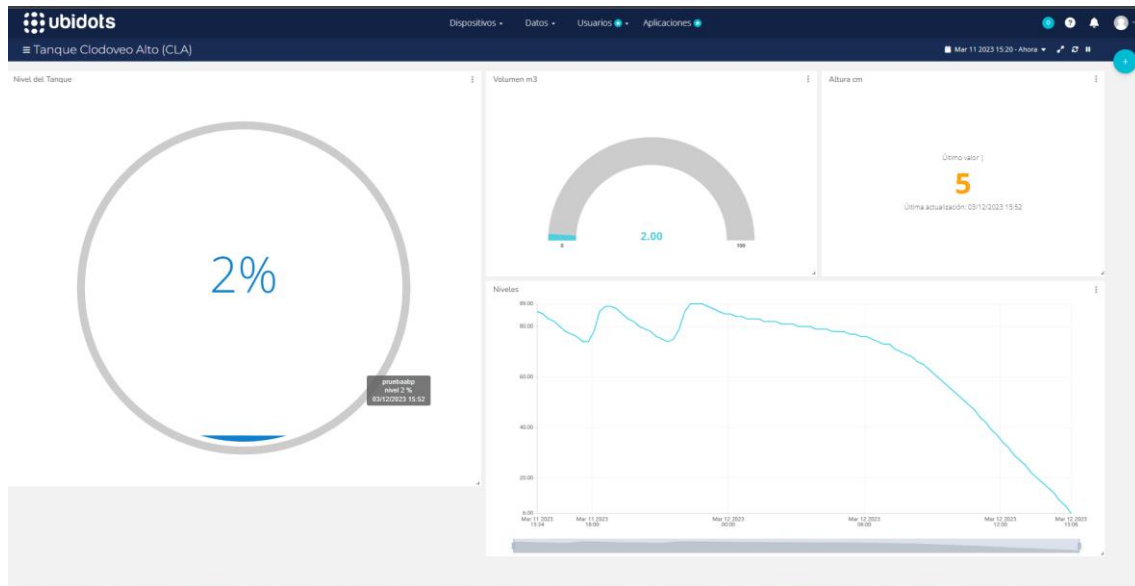 ubidots
Dispositivos
Datos
Usuarios
Aplicaciones
0
?
Tanque Clodoveo Alto (CLA)
Mar 11 2023 15:20 - Ahora
Nivel del Tanque
2%
pruebaabp
nivel 2 %
03/12/2023 15:52
Volumen m3
2.00
0
100
Altura cm
Último valor |
5
Última actualización: 03/12/2023 15:52
Niveles
80.00
60.00
40.00
20.00
6.00
Mar 11 2023
Mar 11 2023
18:00
Mar 12 2023
00:00
Mar 12 2023
06:00
Mar 12 2023
12:00
Mar 12 2023